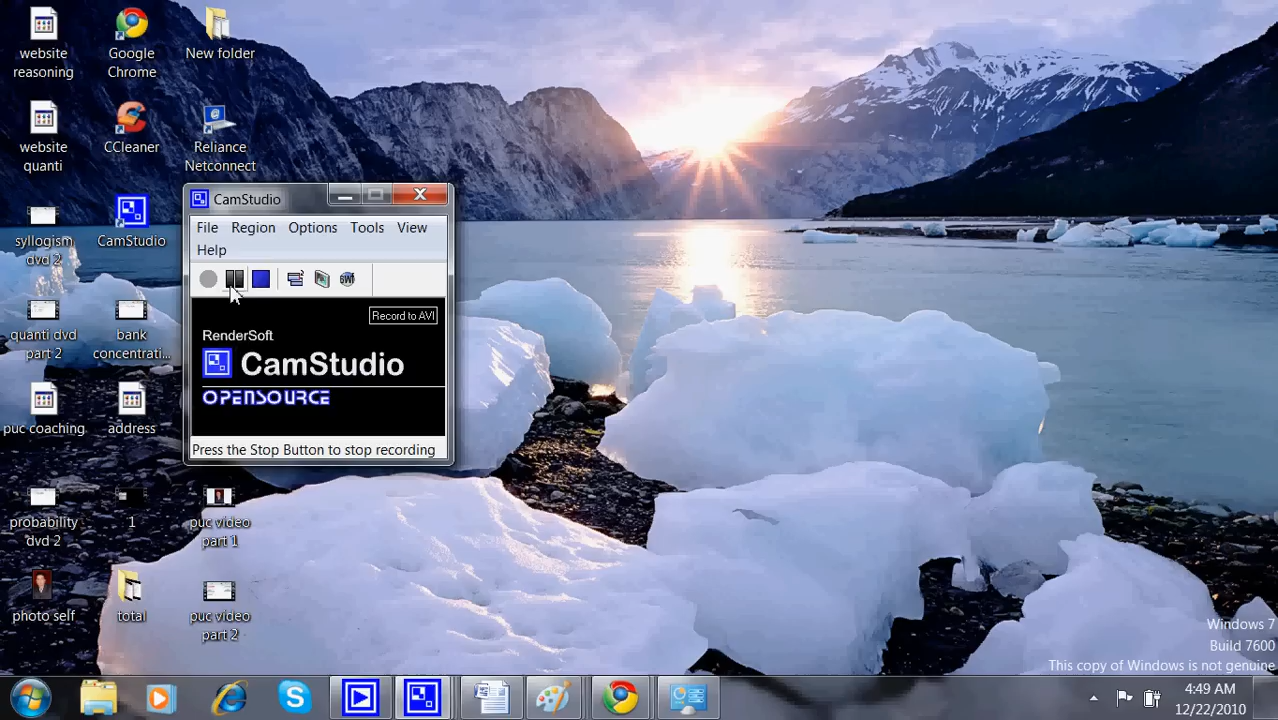 website
reasoning
Google
Chrome
New folder
website
quanti
CCleaner
Reliance
Netconnect
syllogism
dvd 2
CamStudio
quanti dvd
part 2
bank
concentrati...
puc coaching
address
probability
dvd 2
1
puc video
part 1
photo self
total
puc video
part 2
CamStudio
File Region Options Tools View
Help
SWF
Record to AVI
RenderSoft
CamStudio
OPENSOURCE
Press the Stop Button to stop recording
Windows 7
Build 7600
This copy of Windows is not genuine
4:49 AM
12/22/2010